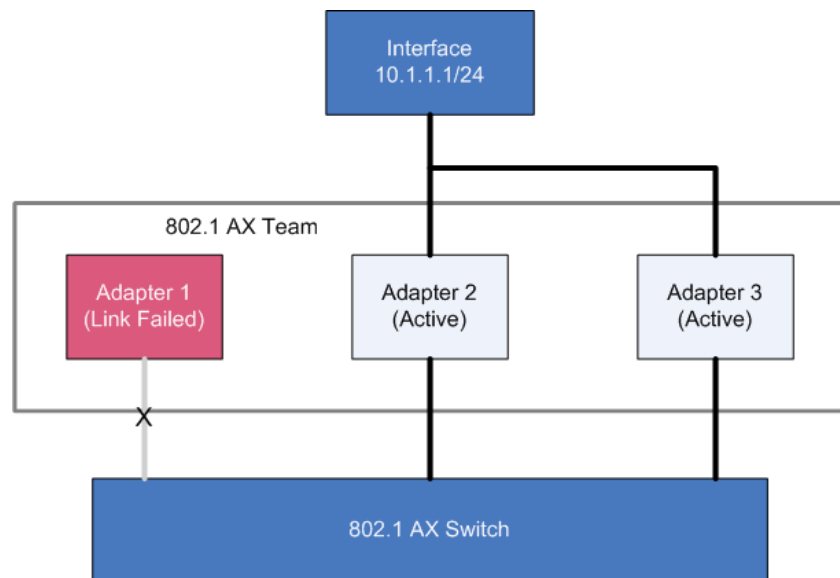 Interface
10.1.1.1/24
802.1 AX Team
Adapter 1
(Link Failed)
Adapter 2
(Active)
Adapter 3
(Active)
X
802.1 AX Switch